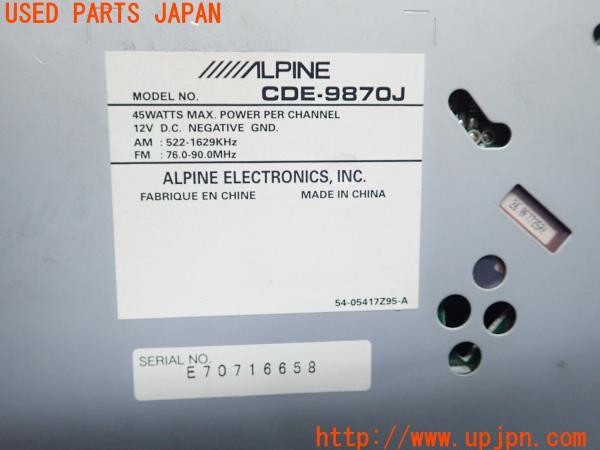 USED PARTS JAPAN
ALPINE
MODEL NO. CDE-9870J
45WATTS MAX. POWER PER CHANNEL
12V D.C. NEGATIVE GND.
AM : 522-1629KHz
FM : 76.0-90.0MHz
ALPINE ELECTRONICS, INC.
FABRIQUE EN CHINE MADE IN CHINA
54-05417Z95-A
SERIAL NO.
E70716658
UPJ
https://www.upjpn.com